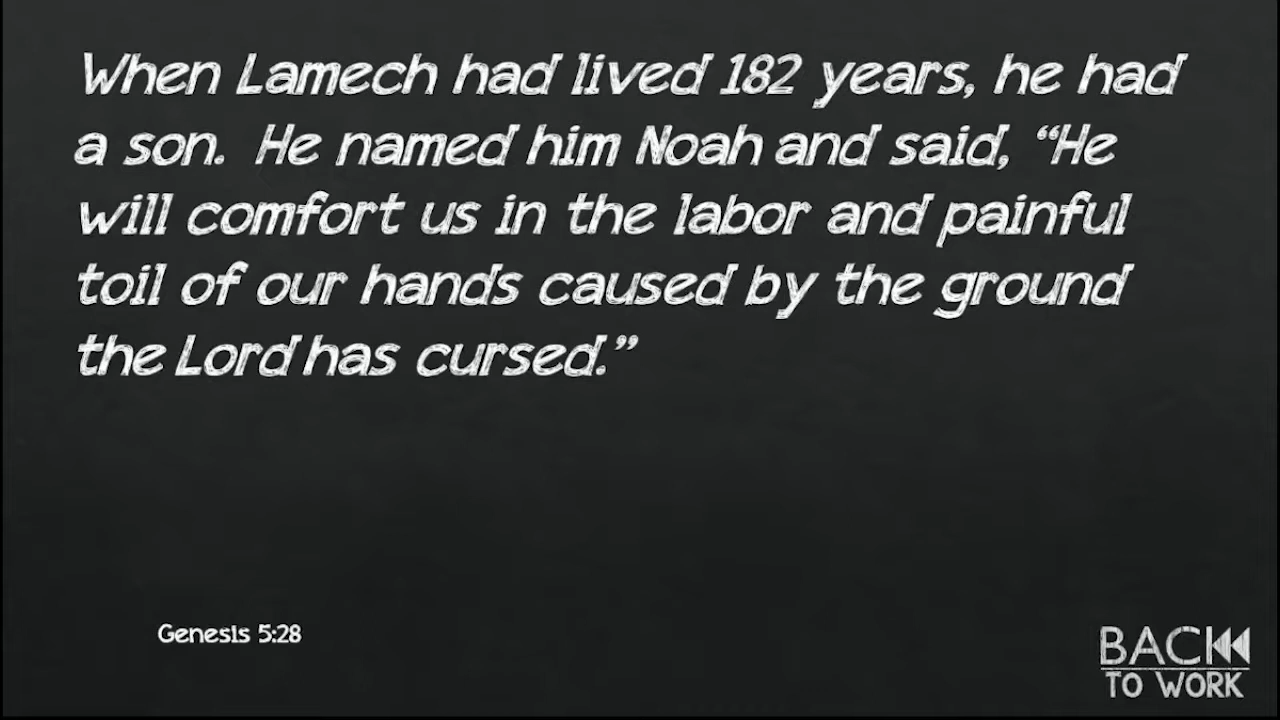 When Lamech had lived 182 years, he had
a son.  He named him Noah and said, “He
will comfort us in the labor and painful
toil of our hands caused by the ground
the Lord has cursed.”
Genesis 5:28
BACK
TO WORK